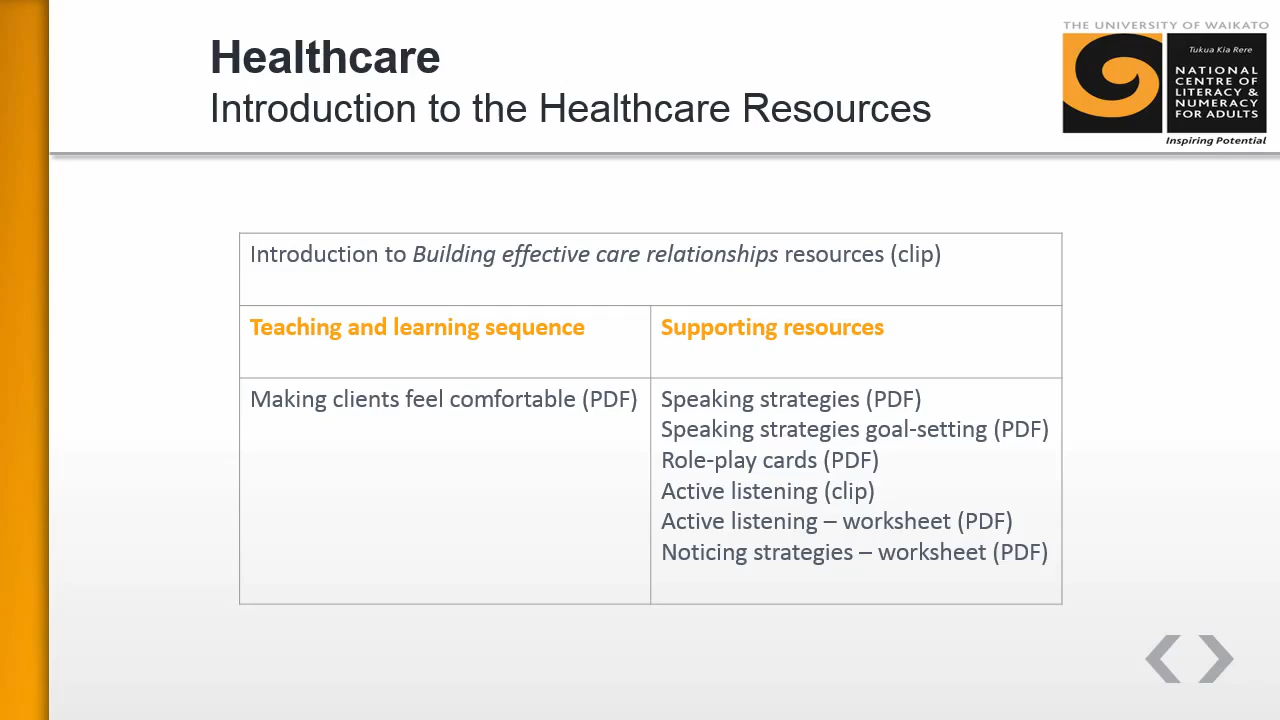 Healthcare
Introduction to the Healthcare Resources
THE UNIVERSITY OF WAIKATO
Tukua Kia Rere
NATIONAL
CENTRE OF
LITERACY &
NUMERACY
FOR ADULTS
Inspiring Potential
Introduction to Building effective care relationships resources (clip)
Teaching and learning sequence
Supporting resources
Making clients feel comfortable (PDF)
Speaking strategies (PDF)
Speaking strategies goal-setting (PDF)
Role-play cards (PDF)
Active listening (clip)
Active listening – worksheet (PDF)
Noticing strategies – worksheet (PDF)